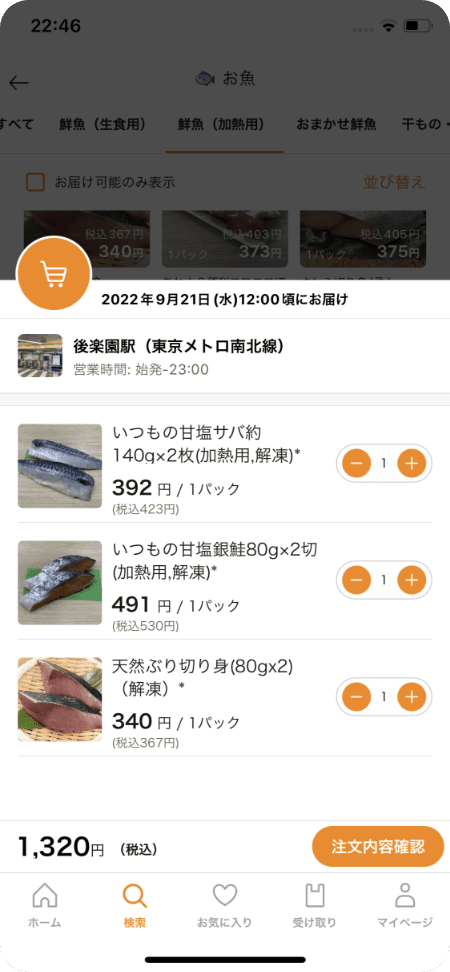 22:46
お魚
すべて 鮮魚（生食用） 鮮魚（加熱用） おまかせ鮮魚 干もの・
お届け可能のみ表示 並び替え
税込367円 税込403円 税込405円
340円 1パック 373円 1パック 375円
2022年9月21日(水)12:00頃にお届け
後楽園駅（東京メトロ南北線）
営業時間: 始発-23:00
いつもの甘塩サバ約
140g×2枚(加熱用,解凍)*
392 円 / 1パック
(税込423円)
1
いつもの甘塩銀鮭80g×2切
(加熱用,解凍)*
491 円 / 1パック
(税込530円)
1
天然ぶり切り身(80gx2)
（解凍）*
340 円 / 1パック
(税込367円)
1
1,320円 （税込） 注文内容確認
ホーム 検索 お気に入り 受け取り マイページ